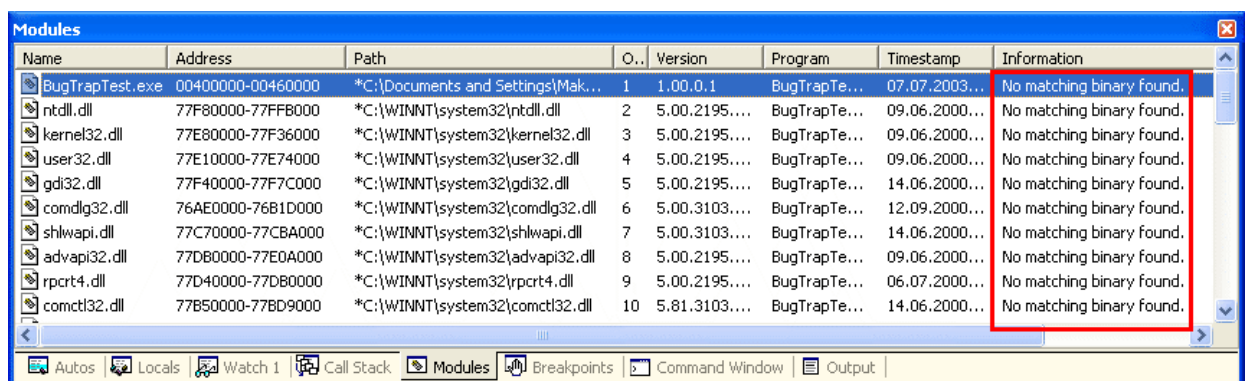 Modules
Name Address Path O.. Version Program Timestamp Information
BugTrapTest.exe 00400000-00460000 *C:\Documents and Settings\Mak... 1 1.00.0.1 BugTrapTe... 07.07.2003... No matching binary found.
ntdll.dll 77F80000-77FFB000 *C:\WINNT\system32\ntdll.dll 2 5.00.2195.... BugTrapTe... 09.06.2000... No matching binary found.
kernel32.dll 77E80000-77F36000 *C:\WINNT\system32\kernel32.dll 3 5.00.2195.... BugTrapTe... 09.06.2000... No matching binary found.
user32.dll 77E10000-77E74000 *C:\WINNT\system32\user32.dll 4 5.00.2195.... BugTrapTe... 09.06.2000... No matching binary found.
gdi32.dll 77F40000-77F7C000 *C:\WINNT\system32\gdi32.dll 5 5.00.2195.... BugTrapTe... 14.06.2000... No matching binary found.
comdlg32.dll 76AE0000-76B1D000 *C:\WINNT\system32\comdlg32.dll 6 5.00.3103.... BugTrapTe... 12.09.2000... No matching binary found.
shlwapi.dll 77C70000-77CBA000 *C:\WINNT\system32\shlwapi.dll 7 5.00.3103.... BugTrapTe... 14.06.2000... No matching binary found.
advapi32.dll 77DB0000-77E0A000 *C:\WINNT\system32\advapi32.dll 8 5.00.2195.... BugTrapTe... 09.06.2000... No matching binary found.
rpcrt4.dll 77D40000-77DB0000 *C:\WINNT\system32\rpcrt4.dll 9 5.00.2195.... BugTrapTe... 06.07.2000... No matching binary found.
comctl32.dll 77B50000-77BD9000 *C:\WINNT\system32\comctl32.dll 10 5.81.3103.... BugTrapTe... 14.06.2000... No matching binary found.
Autos Locals Watch 1 Call Stack Modules Breakpoints Command Window Output